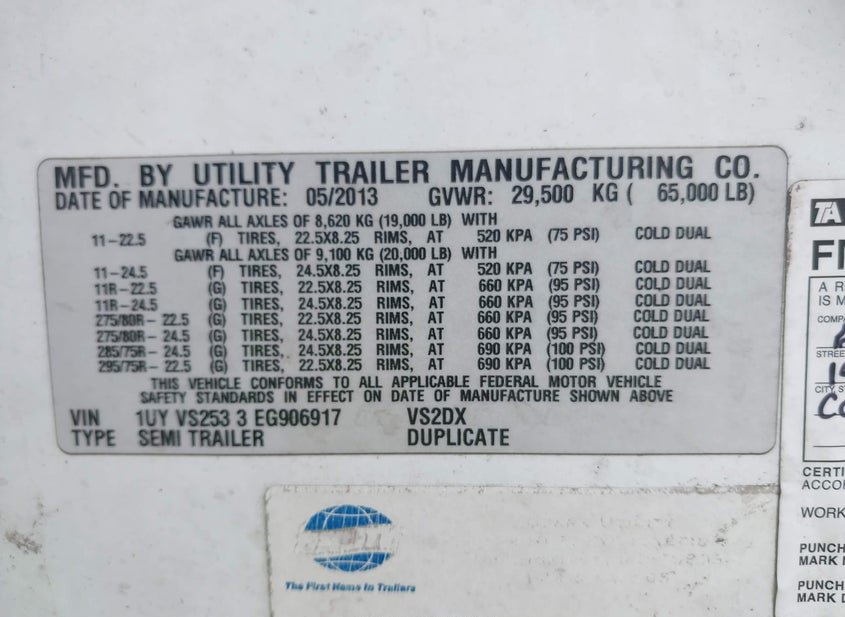 MFD. BY UTILITY TRAILER MANUFACTURING CO.
DATE OF MANUFACTURE: 05/2013 GVWR: 29,500 KG ( 65,000 LB)
GAWR ALL AXLES OF 8,620 KG (19,000 LB) WITH
11-22.5 (F) TIRES, 22.5X8.25 RIMS, AT 520 KPA (75 PSI) COLD DUAL
GAWR ALL AXLES OF 9,100 KG (20,000 LB) WITH
11-24.5 (F) TIRES, 24.5X8.25 RIMS, AT 520 KPA (75 PSI) COLD DUAL
11R-22.5 (G) TIRES, 22.5X8.25 RIMS, AT 660 KPA (95 PSI) COLD DUAL
11R-24.5 (G) TIRES, 24.5X8.25 RIMS, AT 660 KPA (95 PSI) COLD DUAL
275/80R-22.5 (G) TIRES, 22.5X8.25 RIMS, AT 660 KPA (95 PSI) COLD DUAL
275/80R-24.5 (G) TIRES, 24.5X8.25 RIMS, AT 660 KPA (95 PSI) COLD DUAL
285/75R-24.5 (G) TIRES, 24.5X8.25 RIMS, AT 690 KPA (100 PSI) COLD DUAL
295/75R-22.5 (G) TIRES, 22.5X8.25 RIMS, AT 690 KPA (100 PSI) COLD DUAL
THIS VEHICLE CONFORMS TO ALL APPLICABLE FEDERAL MOTOR VEHICLE
SAFETY STANDARDS IN EFFECT ON DATE OF MANUFACTURE SHOWN ABOVE
VIN 1UY VS253 3 EG906917 VS2DX
TYPE SEMI TRAILER DUPLICATE
The First Name In Trailers
TA
A R
IS M
COMP
STREE
CITY, S
CERTI
ACCO
WORK
PUNCH
MARK
PUNCH
MARK